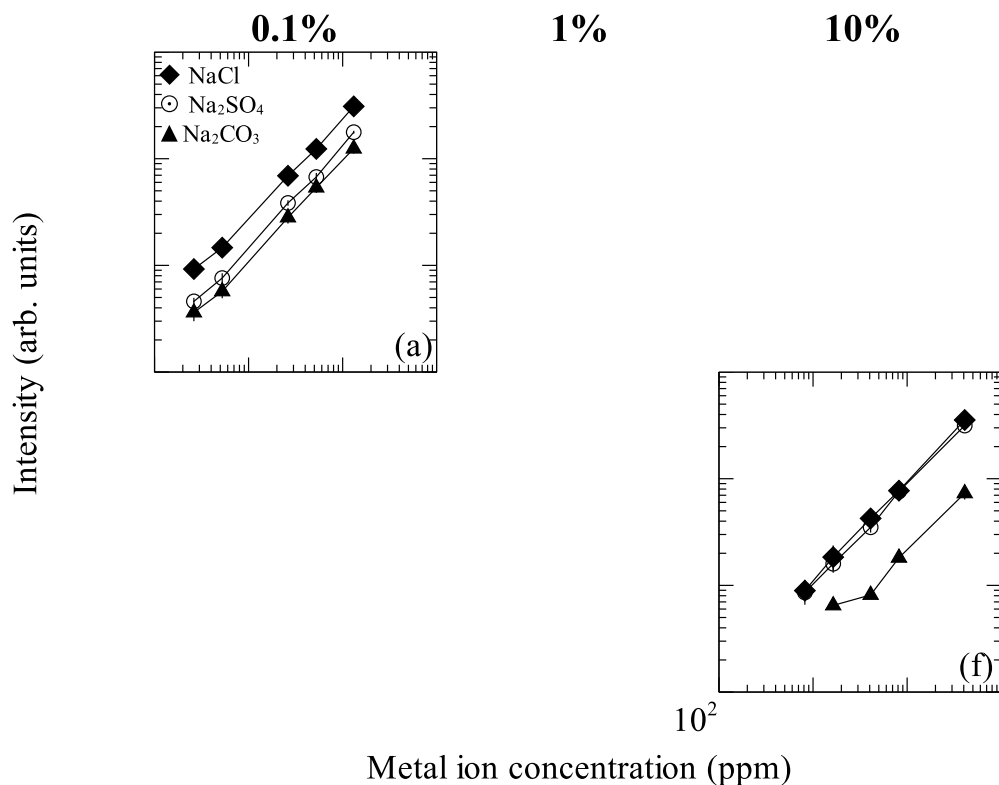 0.1% 1% 10%
NaCl
Na₂SO₄
Na₂CO₃
(a)
Intensity (arb. units)
(f)
10²
Metal ion concentration (ppm)